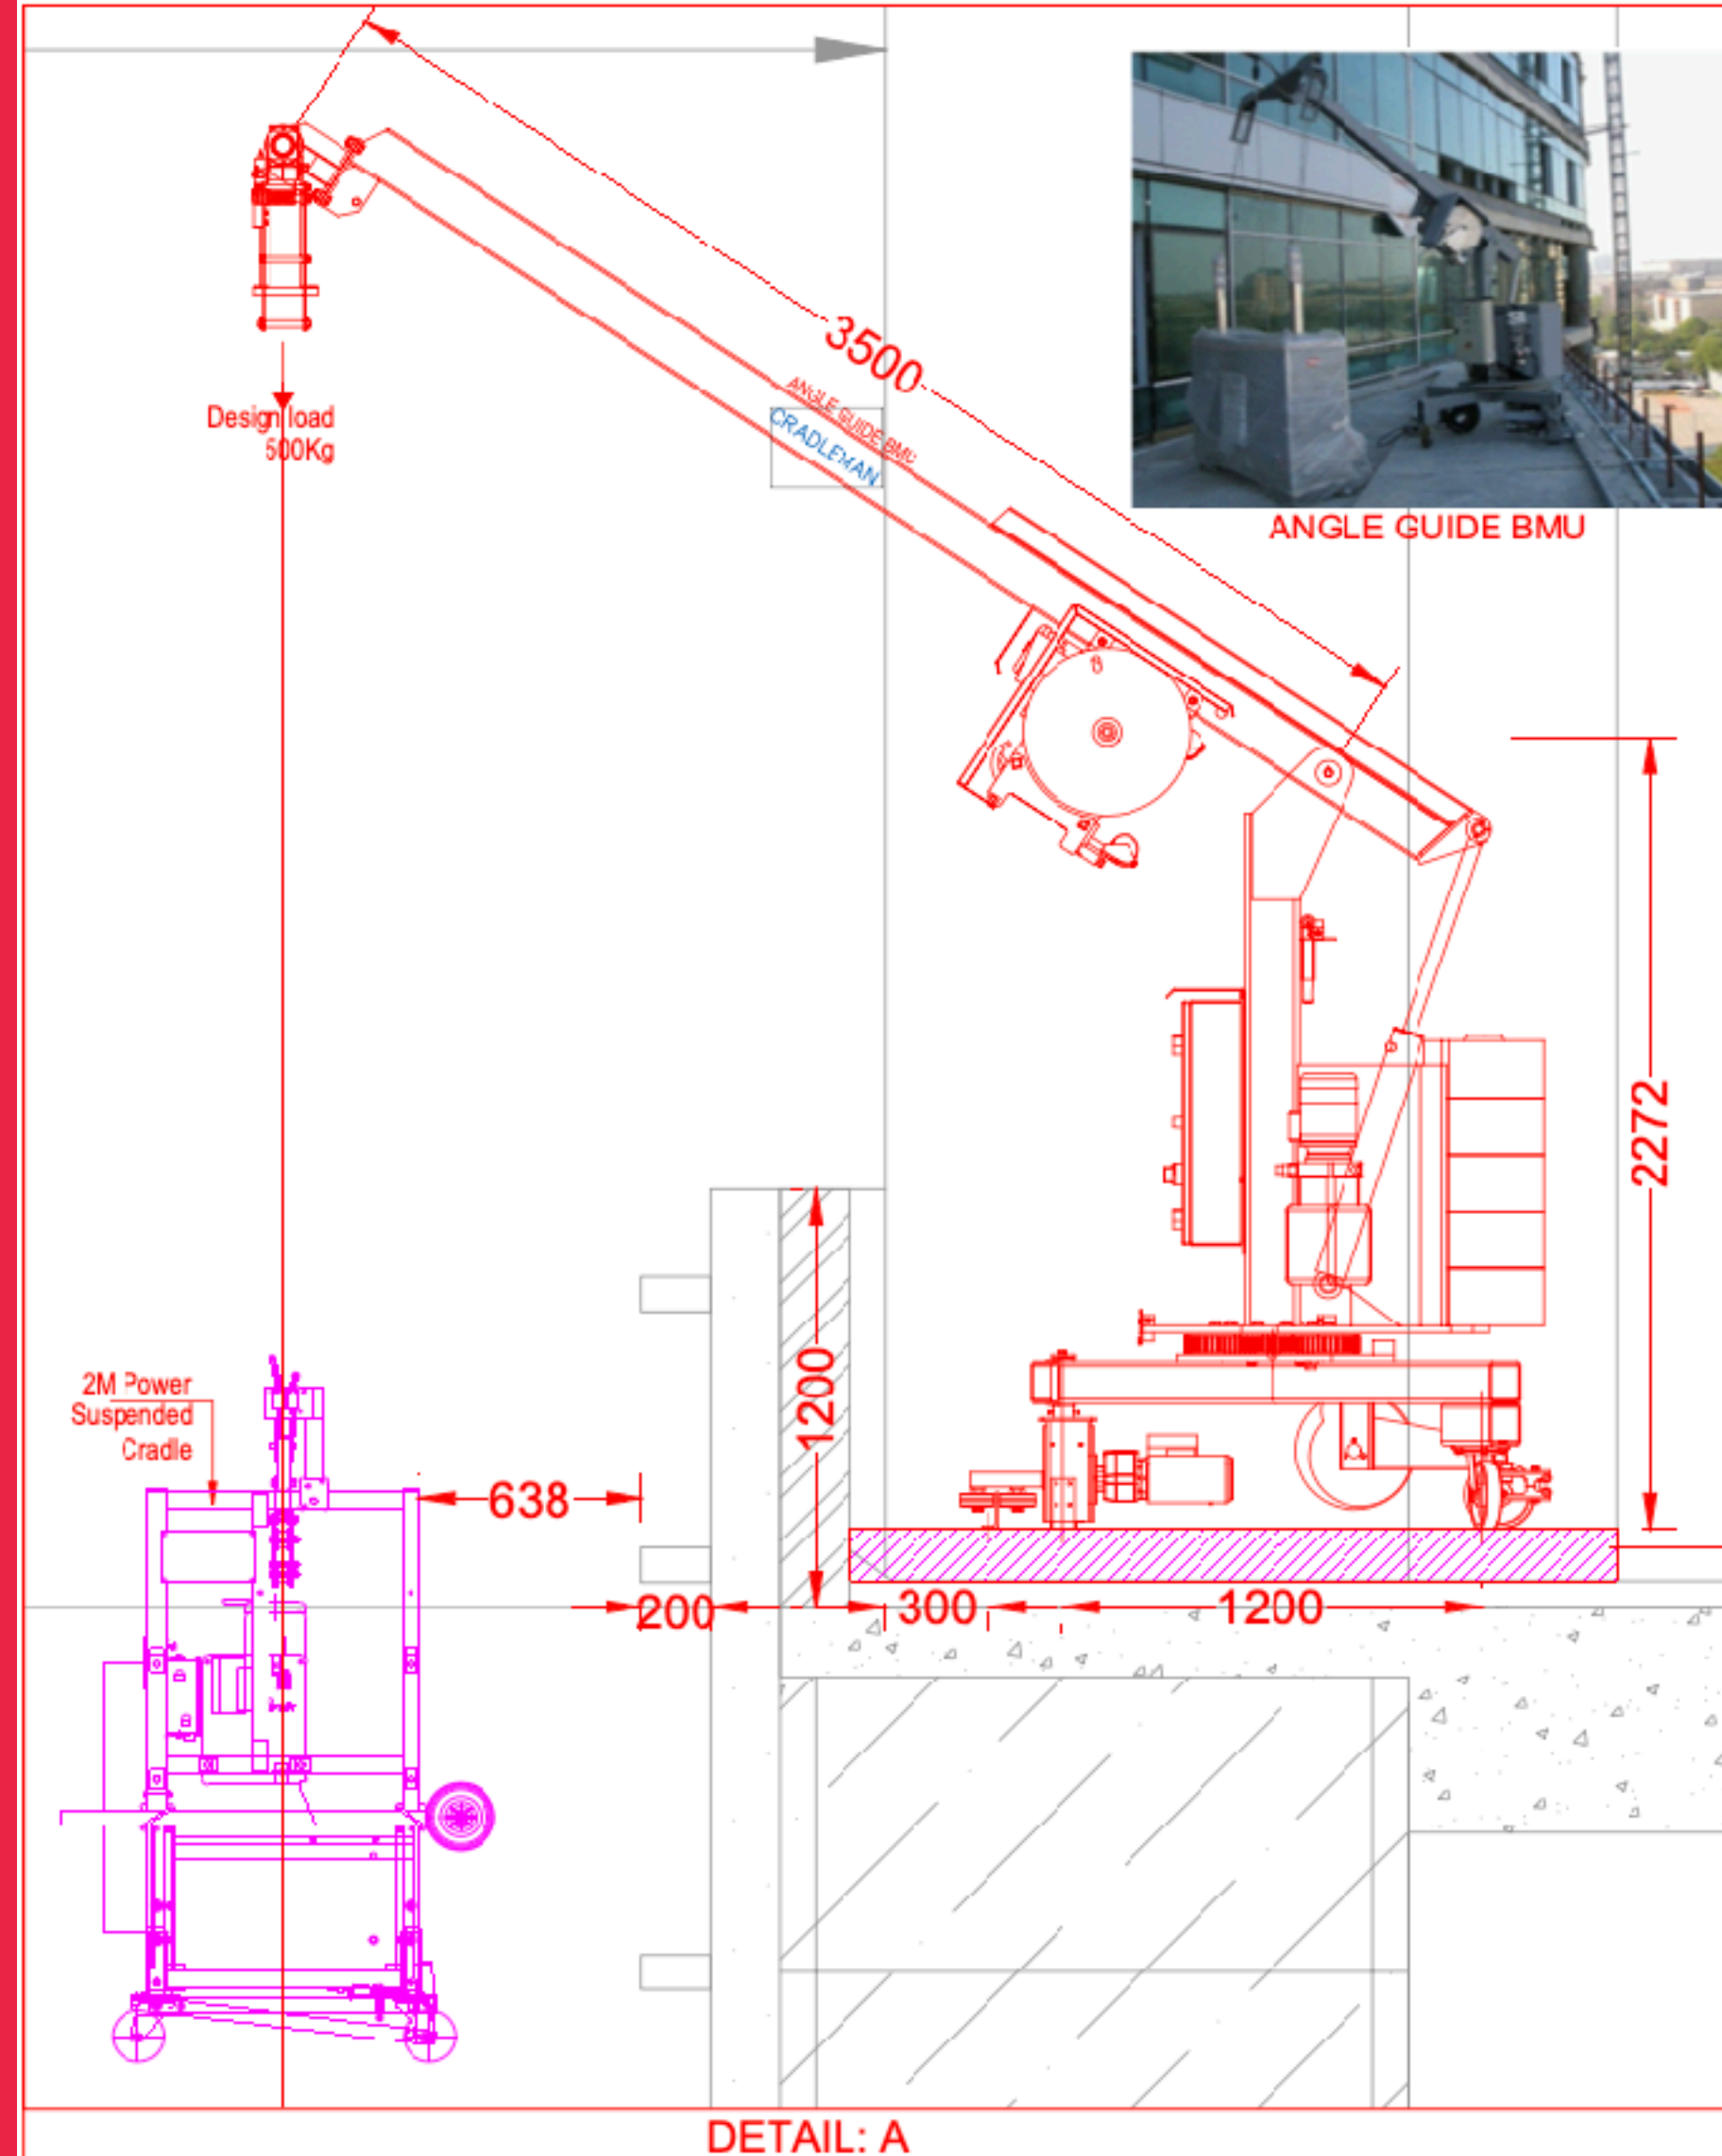 3500
ANGLE GUIDE BMU
CRADLEMAN
Design load
500Kg
ANGLE GUIDE BMU
2272
1200
2M Power
Suspended
Cradle
638
200
300
1200
DETAIL: A